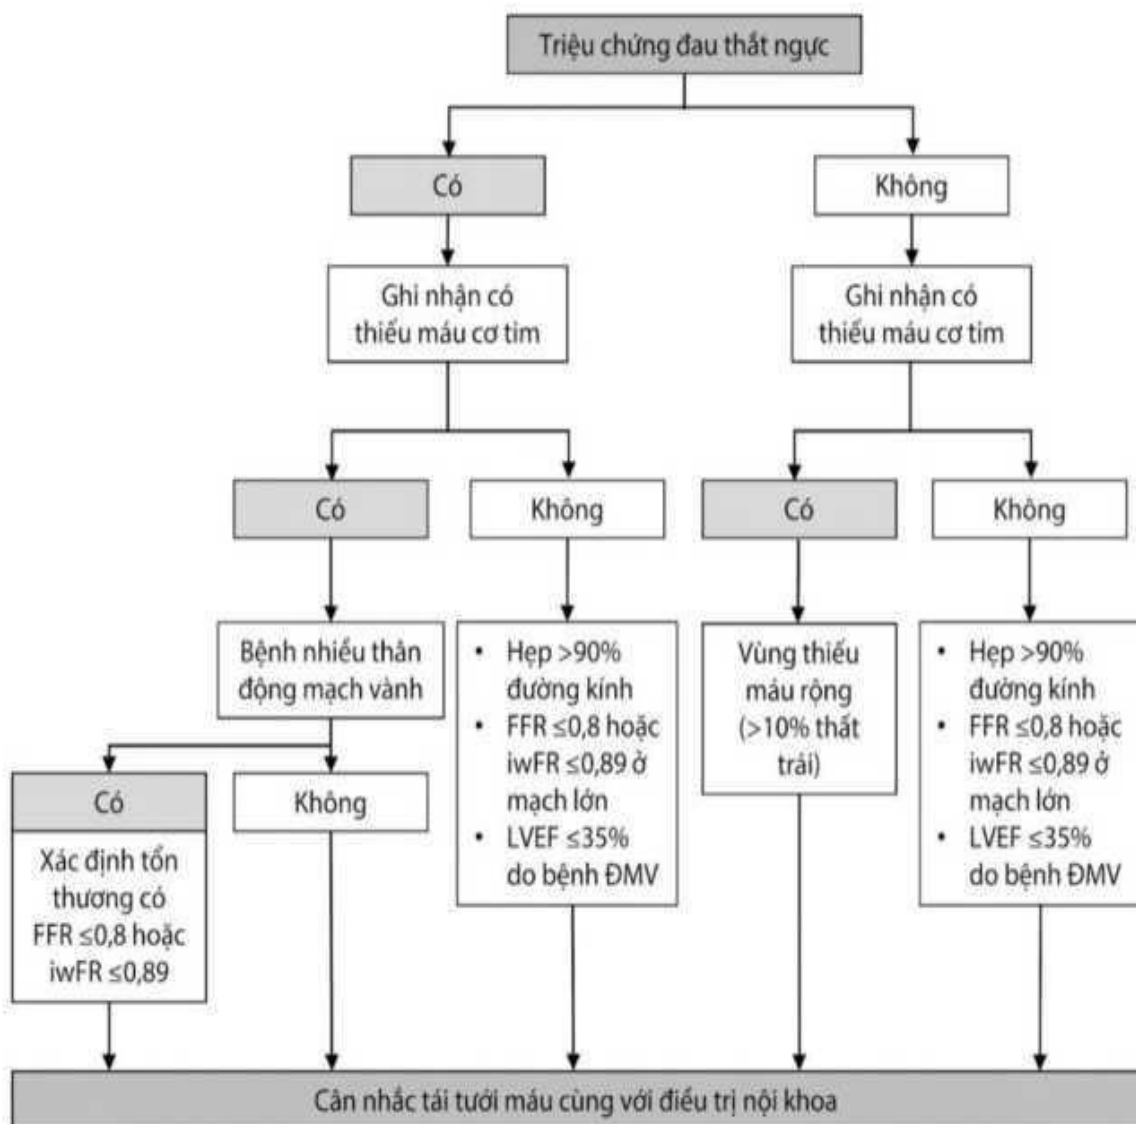 Triệu chứng đau thắt ngực
Có
Không
Ghi nhận có
thiếu máu cơ tim
Ghi nhận có
thiếu máu cơ tim
Có
Không
Có
Không
Bệnh nhiều thân
động mạch vành
• Hẹp >90%
đường kính
• FFR ≤0,8 hoặc
iwFR ≤0,89 ở
mạch lớn
• LVEF ≤35%
do bệnh ĐMV
Vùng thiếu
máu rộng
(>10% thất
trái)
• Hẹp >90%
đường kính
• FFR ≤0,8 hoặc
iwFR ≤0,89 ở
mạch lớn
• LVEF ≤35%
do bệnh ĐMV
Có
Không
Xác định tổn
thương có
FFR ≤0,8 hoặc
iwFR ≤0,89
Cân nhắc tái tưới máu cùng với điều trị nội khoa